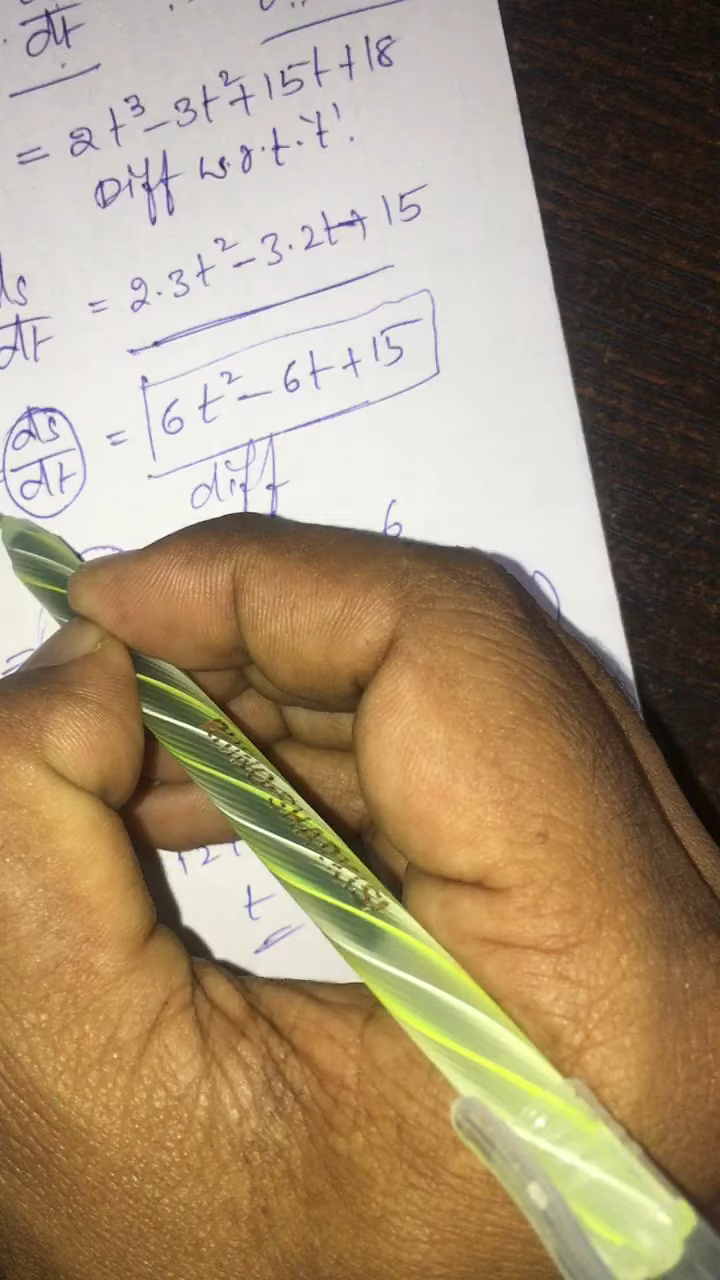 dt
= 2t³-3t²+15t+18
Diff w.r.t.'t'.
ds/dt = 2.3t²-3.2t+15
ds/dt = 6t²-6t+15
diff
6
t